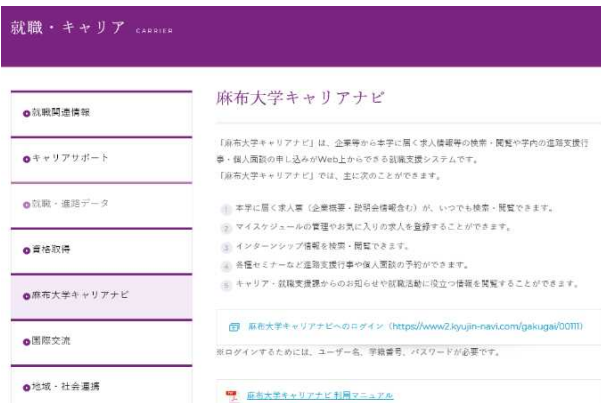 就職・キャリア CARRIER
就職関連情報
キャリアサポート
就職・進路データ
資格取得
麻布大学キャリアナビ
国際交流
地域・社会連携
麻布大学キャリアナビ
「麻布大学キャリアナビ」は、企業等から本学に届く求人情報等の検索・閲覧や学内の進路支援行
事・個人面談の申し込みがWeb上からできる就職支援システムです。
「麻布大学キャリアナビ」では、主に次のことができます。
1 本学に届く求人票（企業概要・説明会情報含む）が、いつでも検索・閲覧できます。
2 マイスケジュールの管理やお気に入りの求人を登録することができます。
3 インターンシップ情報を検索・閲覧できます。
4 各種セミナーなど進路支援行事や個人面談の予約ができます。
5 キャリア・就職支援課からのお知らせや就職活動に役立つ情報を閲覧することができます。
麻布大学キャリアナビへのログイン（https://www2.kyujin-navi.com/gakugai/00111）
※ログインするためには、ユーザー名、学籍番号、パスワードが必要です。
麻布大学キャリアナビ利用マニュアル